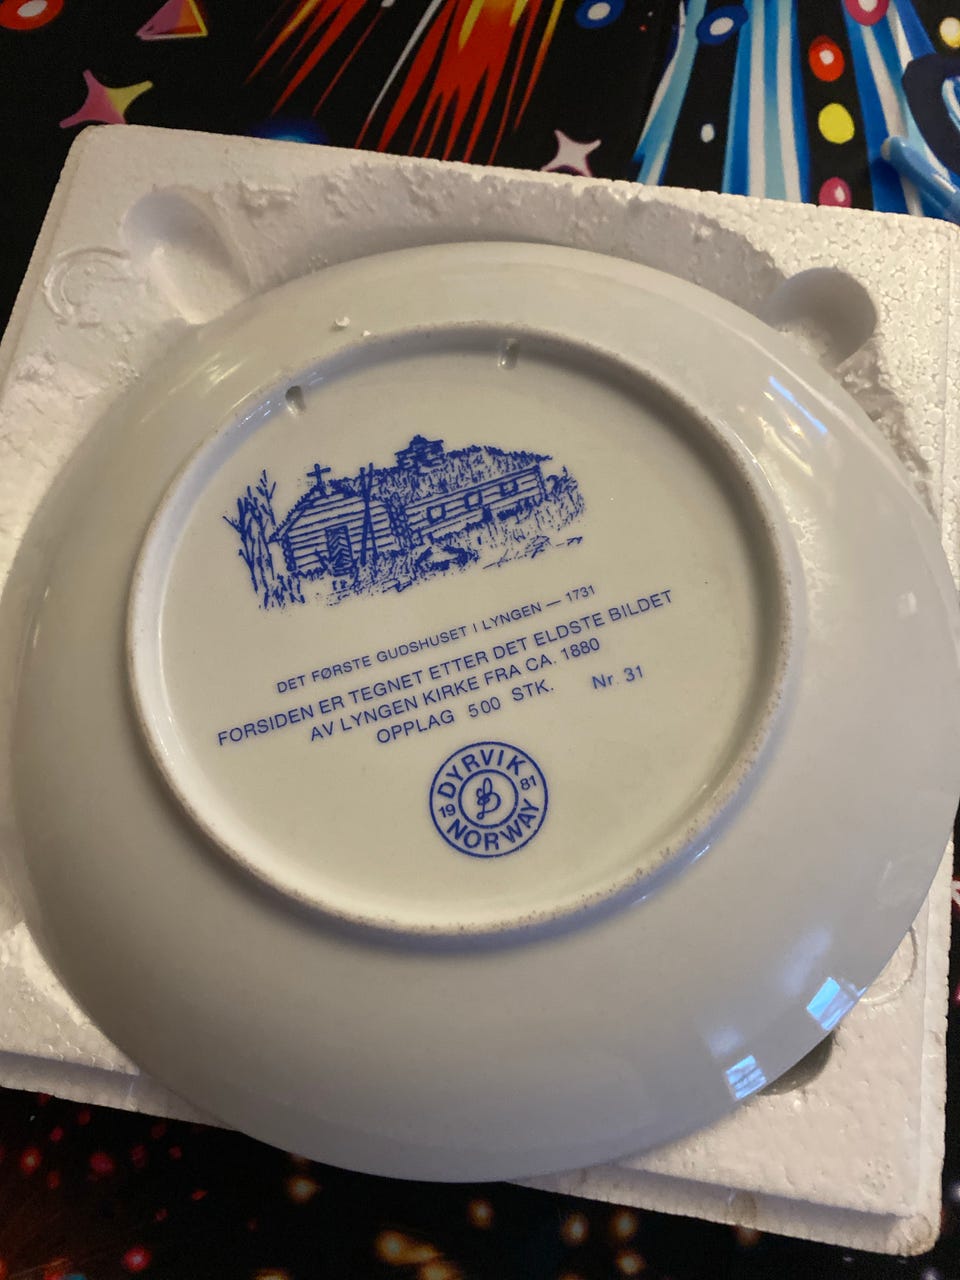 DET FØRSTE GUDSHUSET I LYNGEN — 1731
FORSIDEN ER TEGNET ETTER DET ELDSTE BILDET
AV LYNGEN KIRKE FRA CA. 1880
OPPLAG 500 STK. Nr. 31
DYRVIK
19 81
NORWAY